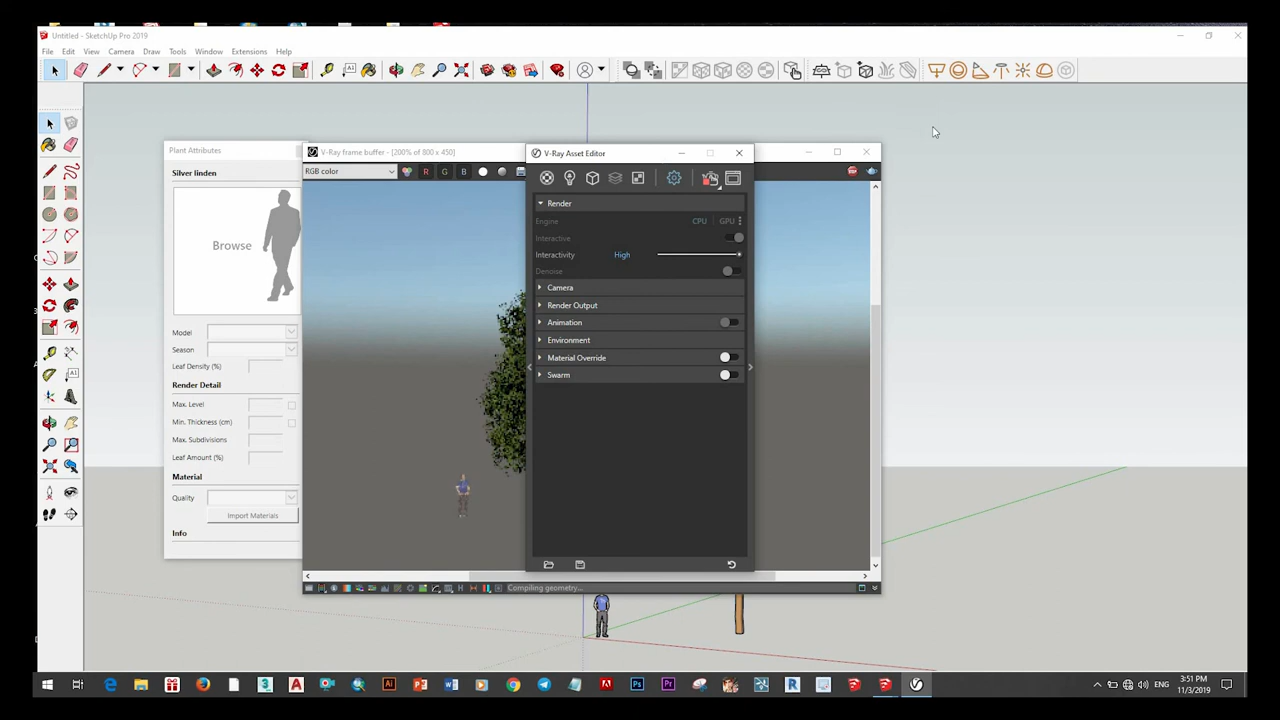 Untitled - SketchUp Pro 2019
File Edit View Camera Draw Tools Window Extensions Help
Plant Attributes
Silver linden
Browse
Model
Season
Leaf Density (%)
Render Detail
Max. Level
Min. Thickness (cm)
Max. Subdivisions
Leaf Amount (%)
Material
Quality
Import Materials
Info
V-Ray frame buffer - [200% of 800 x 450]
RGB color
R G B
Compiling geometry...
V-Ray Asset Editor
Render
Engine CPU GPU
Interactive
Interactivity High
Denoise
Camera
Render Output
Animation
Environment
Material Override
Swarm
ENG
3:51 PM
11/3/2019